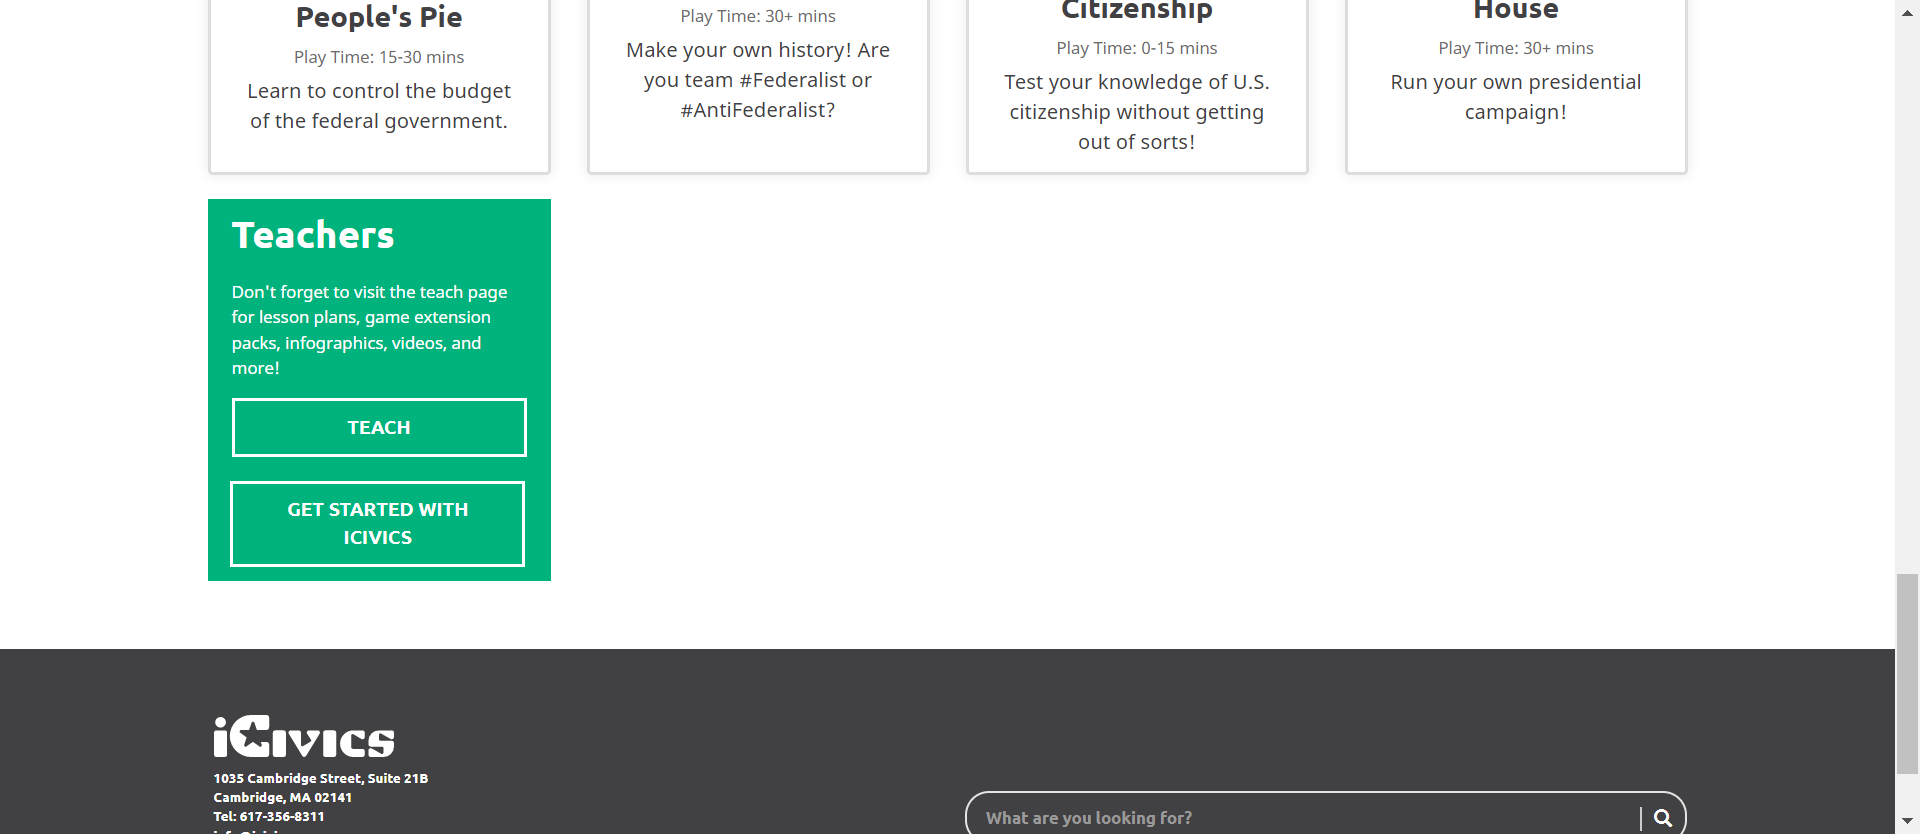 People's Pie
Play Time: 15-30 mins
Learn to control the budget
of the federal government.
Play Time: 30+ mins
Make your own history! Are
you team #Federalist or
#AntiFederalist?
Citizenship
Play Time: 0-15 mins
Test your knowledge of U.S.
citizenship without getting
out of sorts!
House
Play Time: 30+ mins
Run your own presidential
campaign!
Teachers
Don't forget to visit the teach page
for lesson plans, game extension
packs, infographics, videos, and
more!
TEACH
GET STARTED WITH
ICIVICS
iCivics
1035 Cambridge Street, Suite 21B
Cambridge, MA 02141
Tel: 617-356-8311
What are you looking for?